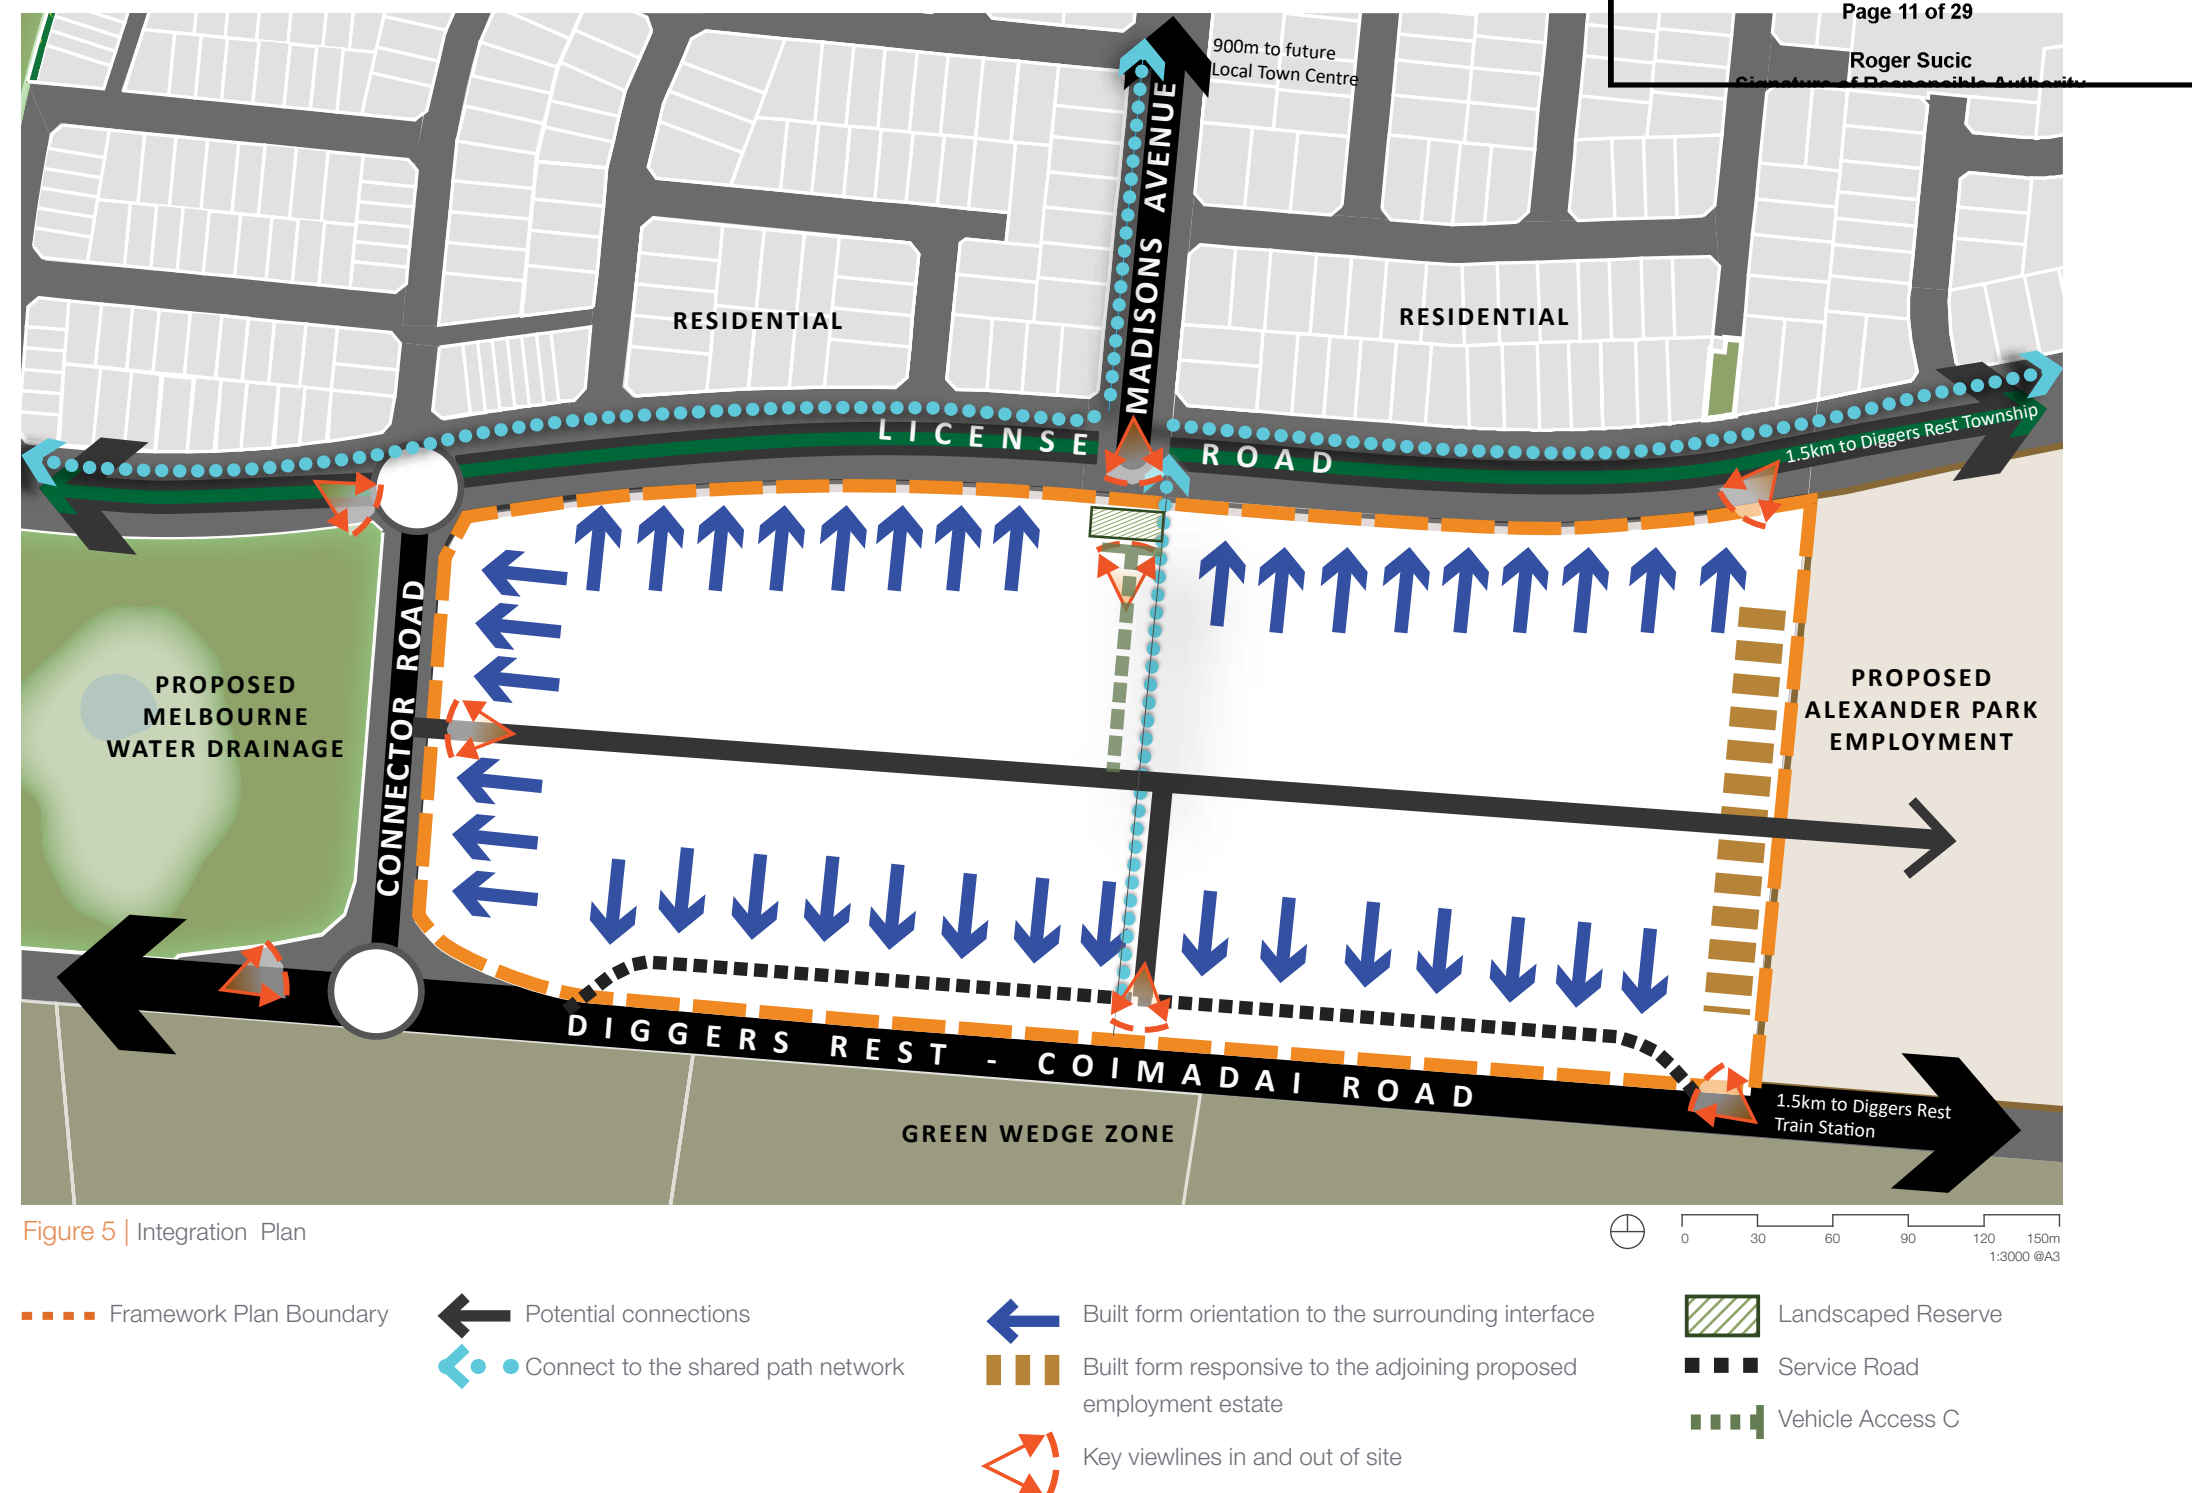 Page 11 of 29
Roger Sucic
Signature of Responsible Authority
900m to future
Local Town Centre
MADISONS AVENUE
RESIDENTIAL
RESIDENTIAL
LICENSE ROAD
1.5km to Diggers Rest Township
CONNECTOR ROAD
PROPOSED
MELBOURNE
WATER DRAINAGE
PROPOSED
ALEXANDER PARK
EMPLOYMENT
DIGGERS REST - COIMADAI ROAD
1.5km to Diggers Rest
Train Station
GREEN WEDGE ZONE
Figure 5 | Integration Plan
0 30 60 90 120 150m
1:3000 @A3
Framework Plan Boundary
Potential connections
Connect to the shared path network
Built form orientation to the surrounding interface
Built form responsive to the adjoining proposed
employment estate
Key viewlines in and out of site
Landscaped Reserve
Service Road
Vehicle Access C